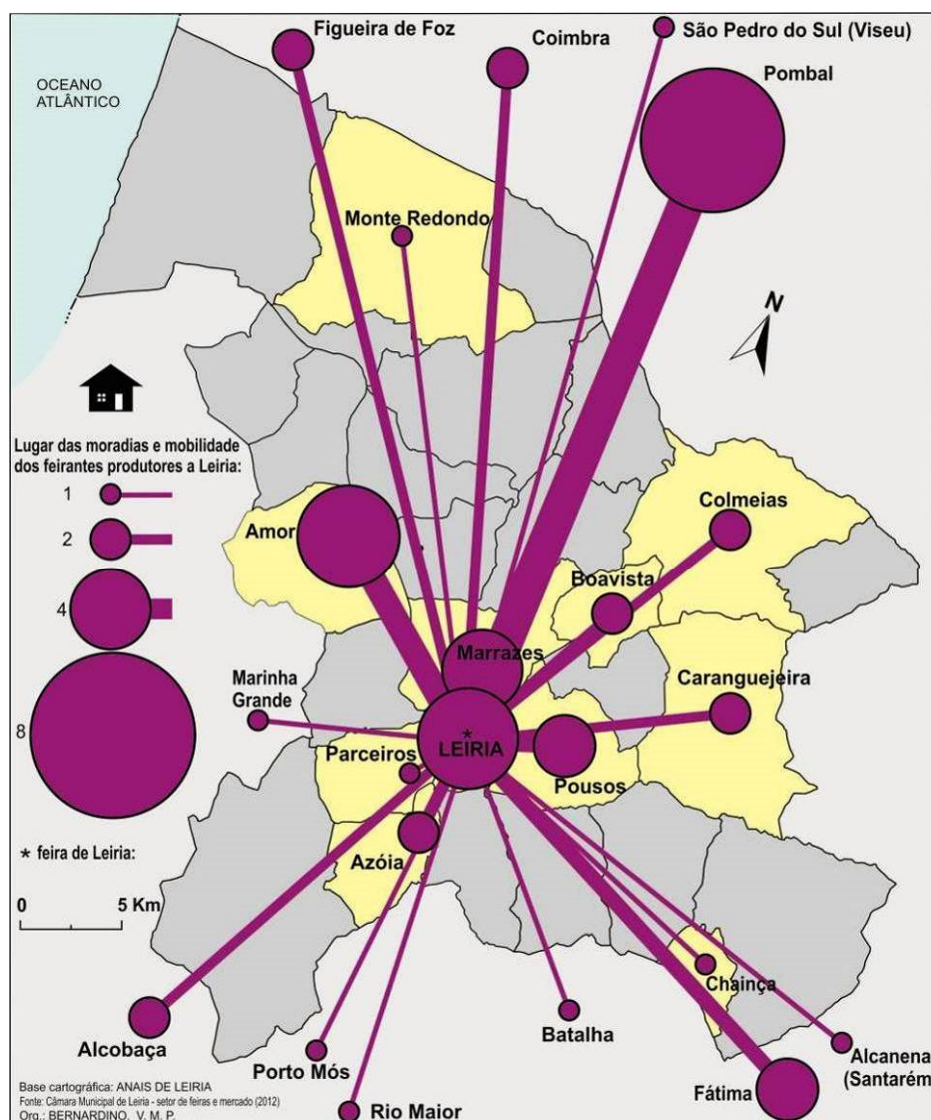 Figueira de Foz
Coimbra
São Pedro do Sul (Viseu)
Pombal
OCEANO
ATLÂNTICO
Monte Redondo
N
Lugar das moradias e mobilidade
dos feirantes produtores a Leiria:
1
2
4
8
* feira de Leiria:
0 5 Km
Amor
Colmeias
Boavista
Marrazes
Marinha
Grande
Caranguejeira
*
LEIRIA
Parceiros
Pousos
Azóia
Chainça
Alcobaça
Porto Mós
Rio Maior
Batalha
Fátima
Alcanena
(Santarém)
Base cartográfica: ANAIS DE LEIRIA
Fonte: Câmara Municipal de Leiria - setor de feiras e mercado (2012)
Org.: BERNARDINO, V. M. P.